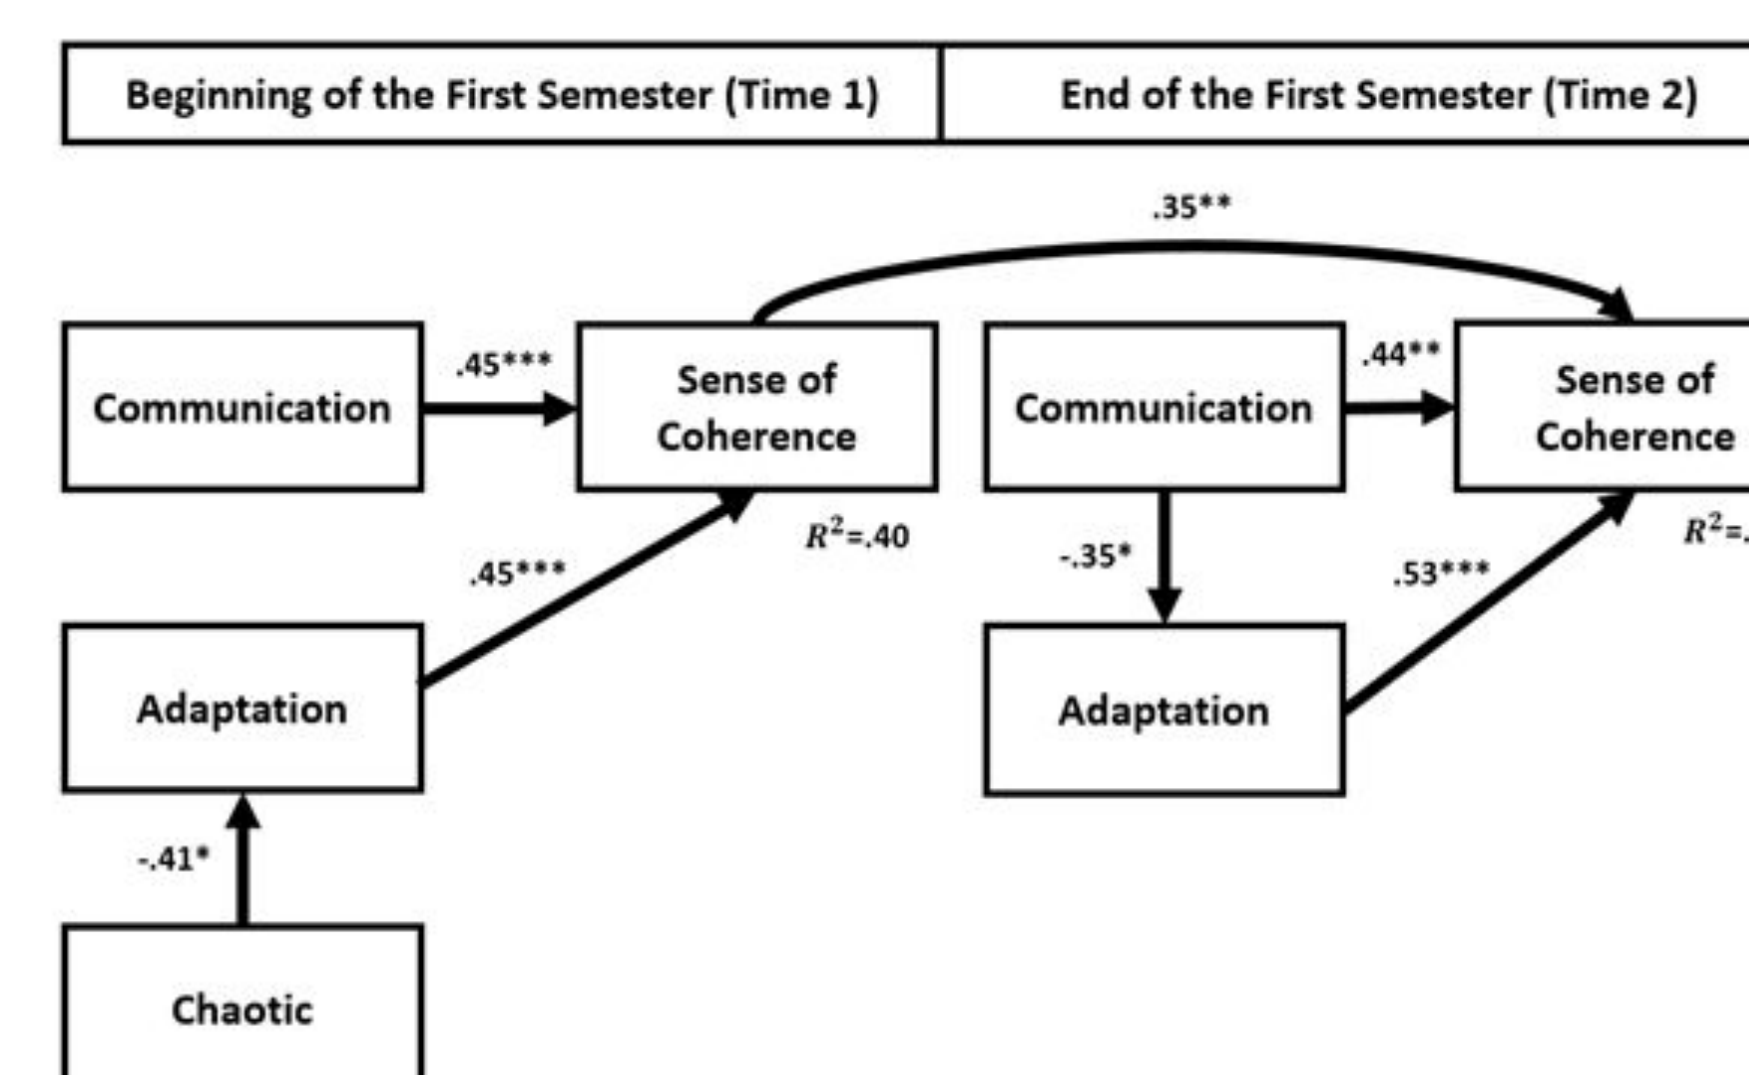 Beginning of the First Semester (Time 1)
End of the First Semester (Time 2)
.35**
Communication
.45***
Sense of
Coherence
Communication
.44**
Sense of
Coherence
R²=.40
R²=.
.45***
-.35*
.53***
Adaptation
Adaptation
-.41*
Chaotic